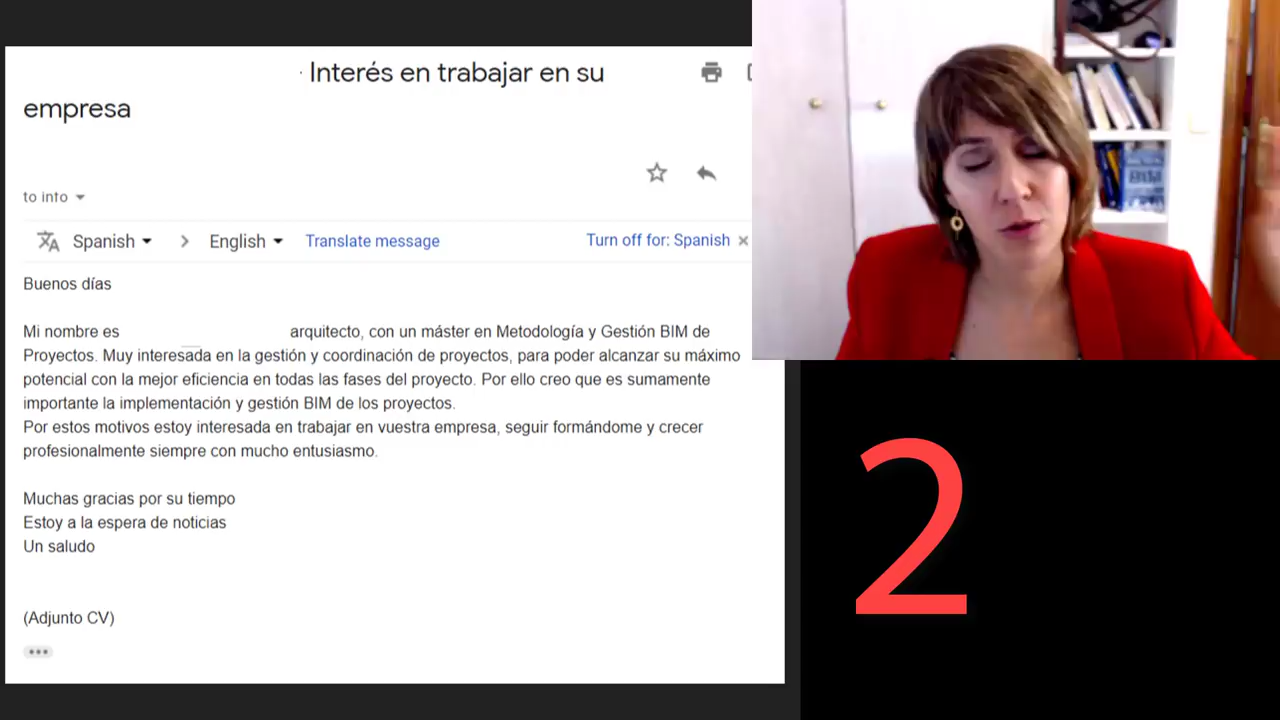 · Interés en trabajar en su
empresa
to into
Spanish > English Translate message Turn off for: Spanish ×
Buenos días
Mi nombre es arquitecto, con un máster en Metodología y Gestión BIM de
Proyectos. Muy interesada en la gestión y coordinación de proyectos, para poder alcanzar su máximo
potencial con la mejor eficiencia en todas las fases del proyecto. Por ello creo que es sumamente
importante la implementación y gestión BIM de los proyectos.
Por estos motivos estoy interesada en trabajar en vuestra empresa, seguir formándome y crecer
profesionalmente siempre con mucho entusiasmo.
Muchas gracias por su tiempo
Estoy a la espera de noticias
Un saludo
(Adjunto CV)
2